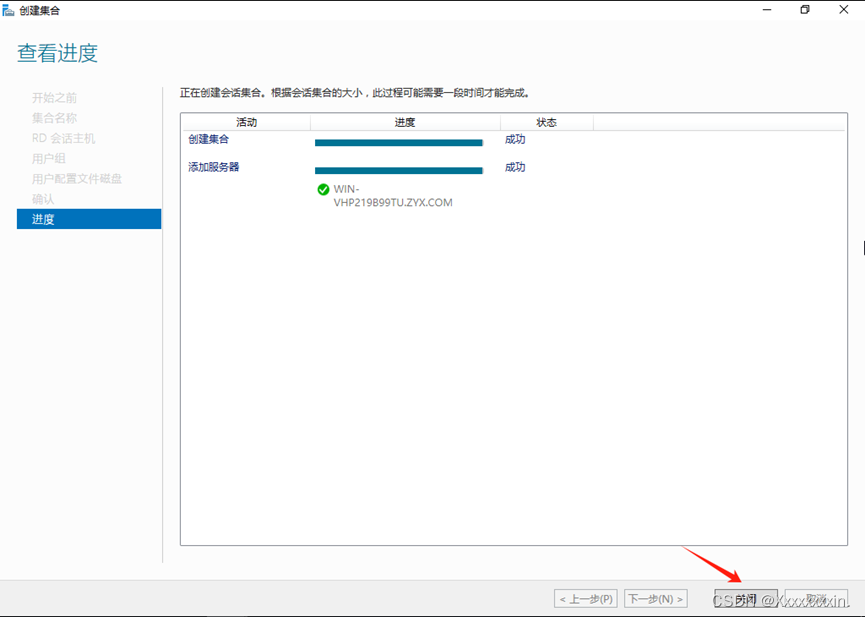 创建集合
查看进度
开始之前
集合名称
RD 会话主机
用户组
用户配置文件磁盘
确认
进度
正在创建会话集合。根据会话集合的大小，此过程可能需要一段时间才能完成。
活动 进度 状态
创建集合 成功
添加服务器 成功
WIN-
VHP219B99TU.ZYX.COM
< 上一步(P) 下一步(N) > 关闭 取消
CSDN @Xxxxxxxxin.